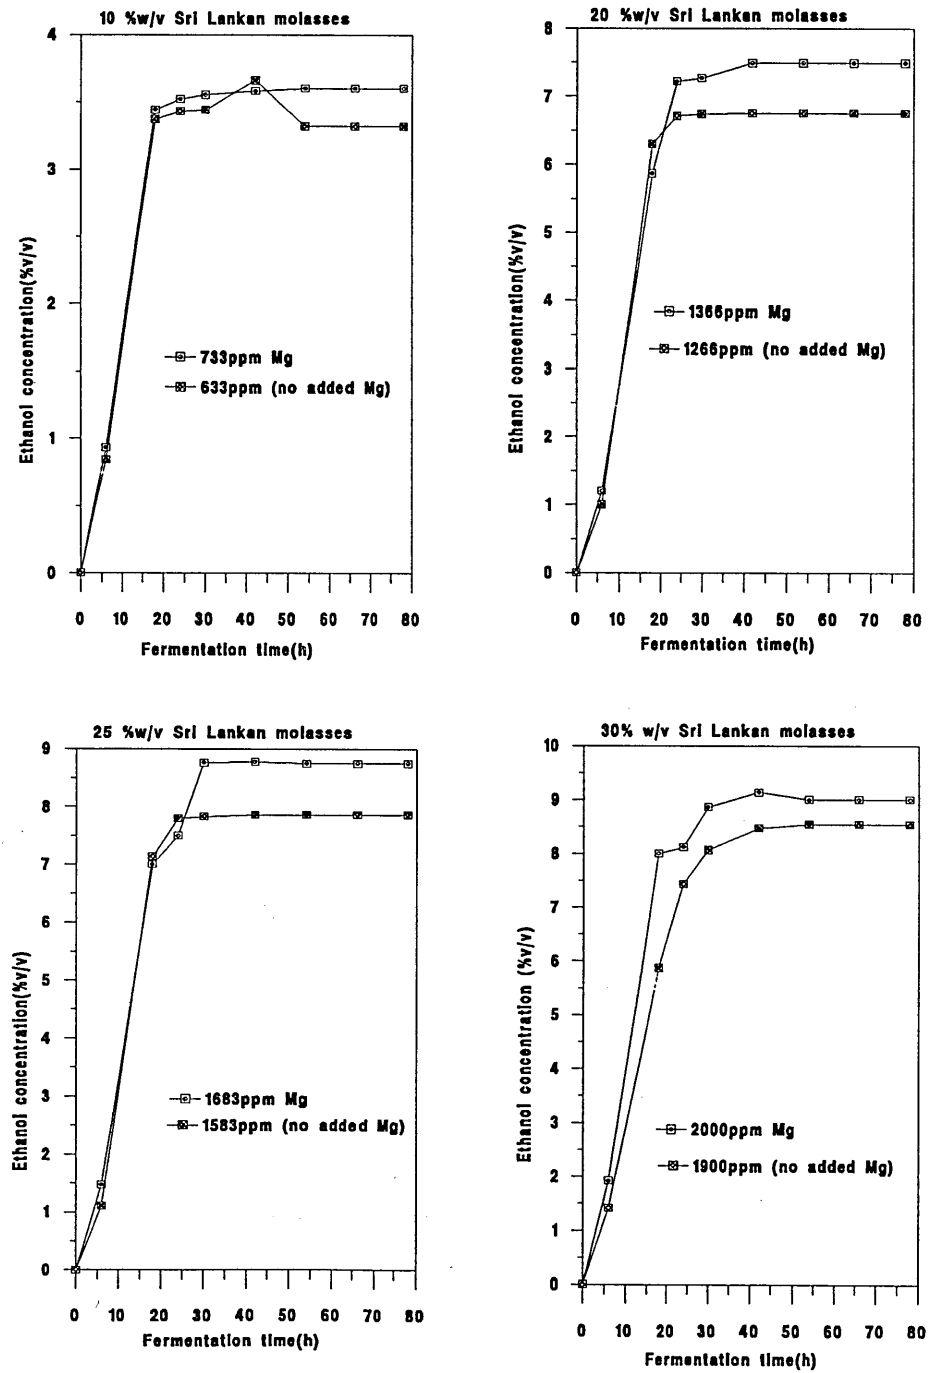 10 %w/v Sri Lankan molasses
4
3
2
1
0
Ethanol concentration(%v/v)
733ppm Mg
633ppm (no added Mg)
0 10 20 30 40 50 60 70 80
Fermentation time(h)
20 %w/v Sri Lankan molasses
8
7
6
5
4
3
2
1
0
Ethanol concentration(%v/v)
1366ppm Mg
1266ppm (no added Mg)
0 10 20 30 40 50 60 70 80
Fermentation time(h)
25 %w/v Sri Lankan molasses
9
8
7
6
5
4
3
2
1
0
Ethanol concentration(%v/v)
1683ppm Mg
1583ppm (no added Mg)
0 10 20 30 40 50 60 70 80
Fermentation time(h)
30% w/v Sri Lankan molasses
10
9
8
7
6
5
4
3
2
1
0
Ethanol concentration (%v/v)
2000ppm Mg
1900ppm (no added Mg)
0 10 20 30 40 50 60 70 80
Fermentation time(h)